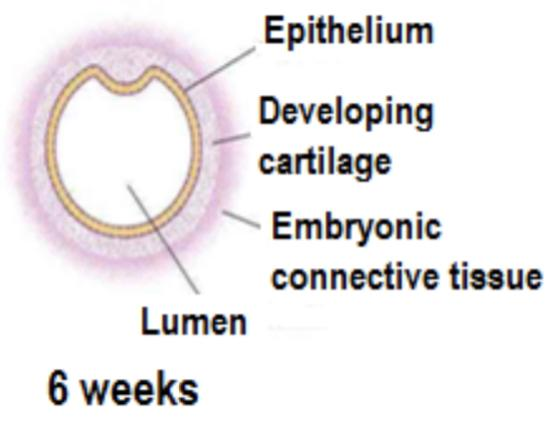 Epithelium
Developing
cartilage
Embryonic
connective tissue
Lumen
6 weeks